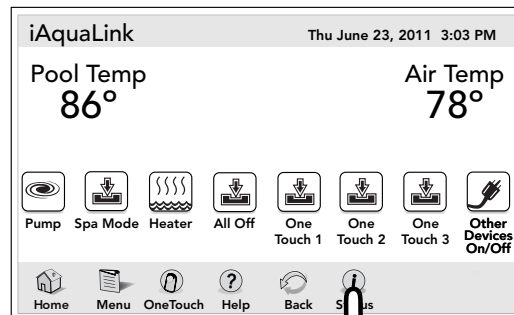 iAquaLink
Thu June 23, 2011 3:03 PM
Pool Temp
86°
Air Temp
78°
Pump
Spa Mode
Heater
All Off
One
Touch 1
One
Touch 2
One
Touch 3
Other
Devices
On/Off
Home
Menu
OneTouch
?
Help
Back
i